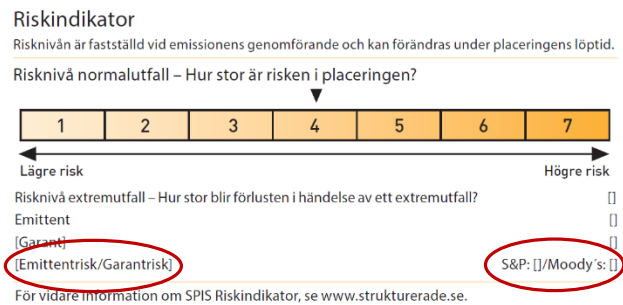 Riskindikator
Risknivån är fastställd vid emissionens genomförande och kan förändras under placeringens löptid.
Risknivå normalutfall – Hur stor är risken i placeringen?
1 2 3 4 5 6 7
Lägre risk Högre risk
Risknivå extremutfall – Hur stor blir förlusten i händelse av ett extremutfall? []
Emittent []
[Garant] []
[Emittentrisk/Garantrisk] S&P: []/Moody´s: []
För vidare information om SPIS Riskindikator, se www.strukturerade.se.